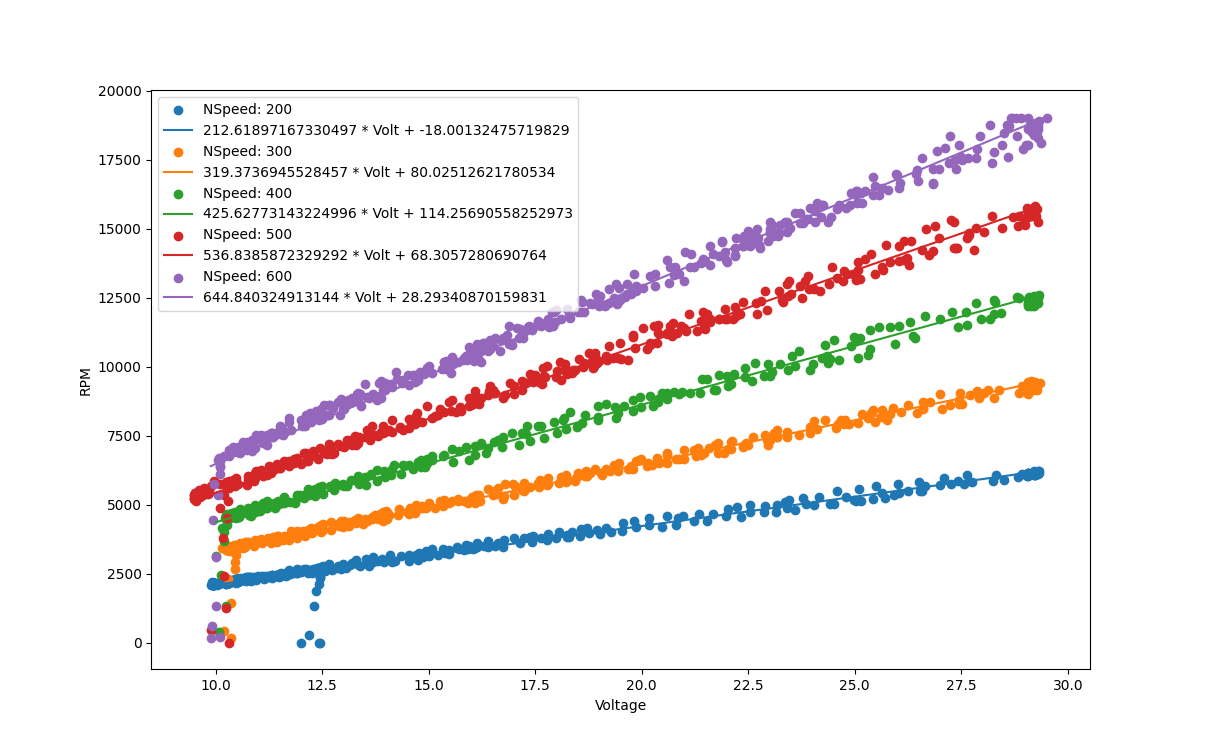 20000
17500
15000
12500
10000
7500
5000
2500
0
RPM
NSpeed: 200
212.61897167330497 * Volt + -18.00132475719829
NSpeed: 300
319.3736945528457 * Volt + 80.02512621780534
NSpeed: 400
425.62773143224996 * Volt + 114.25690558252973
NSpeed: 500
536.8385872329292 * Volt + 68.3057280690764
NSpeed: 600
644.840324913144 * Volt + 28.29340870159831
10.0 12.5 15.0 17.5 20.0 22.5 25.0 27.5 30.0
Voltage